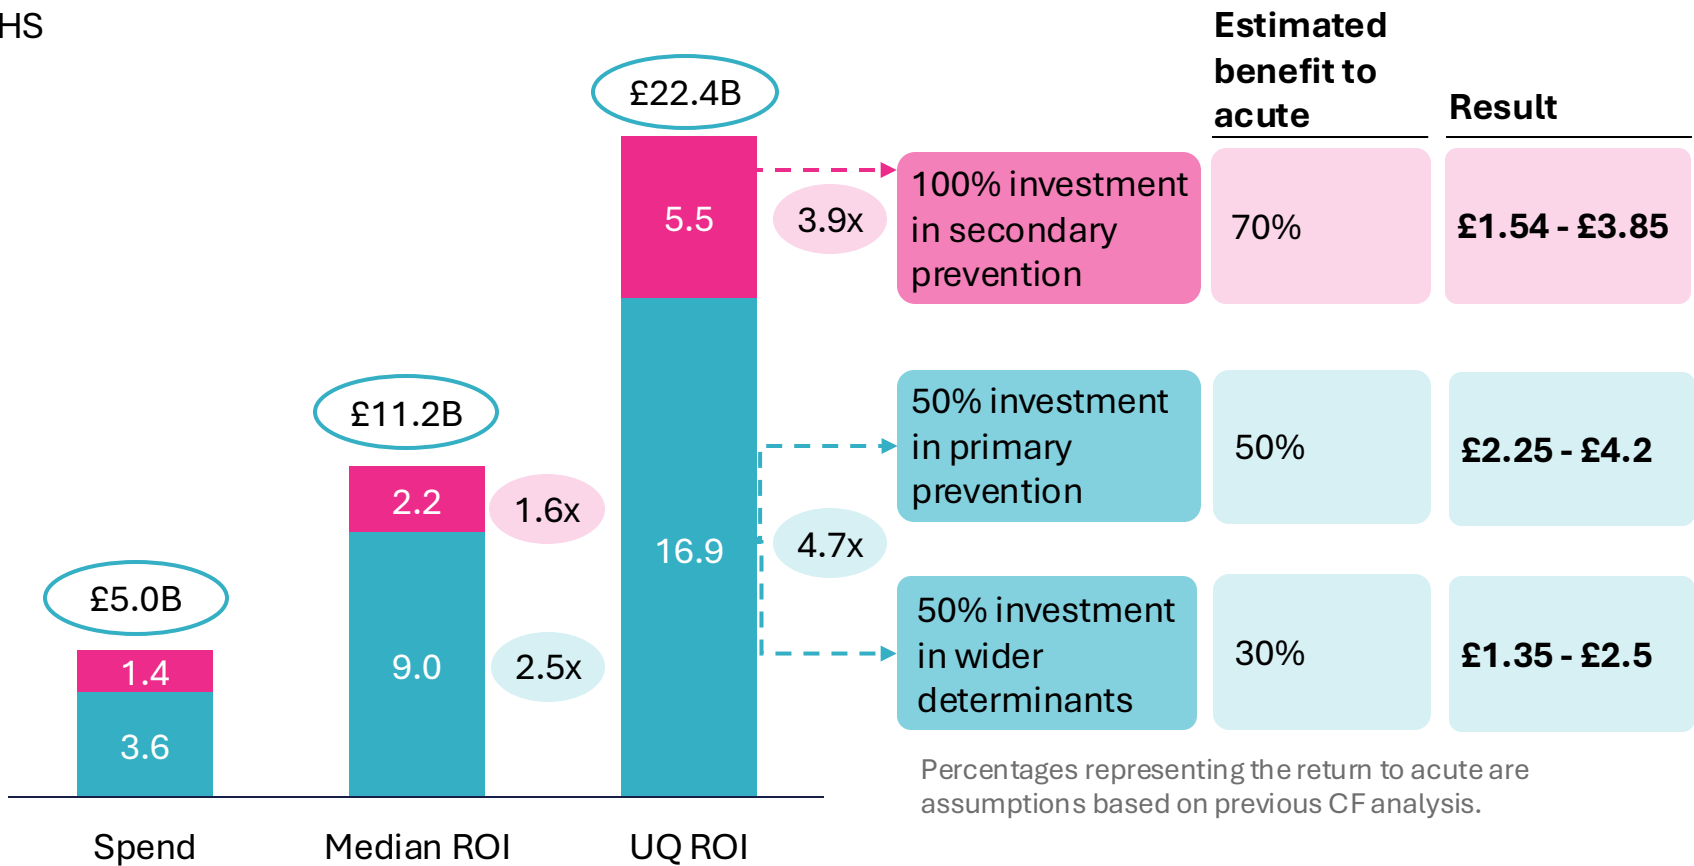 HS
£5.0B
1.4
3.6
Spend
£11.2B
2.2
1.6x
9.0
2.5x
Median ROI
£22.4B
5.5
3.9x
16.9
4.7x
UQ ROI
Estimated
benefit to
acute
Result
100% investment
in secondary
prevention
70%
£1.54 - £3.85
50% investment
in primary
prevention
50%
£2.25 - £4.2
50% investment
in wider
determinants
30%
£1.35 - £2.5
Percentages representing the return to acute are
assumptions based on previous CF analysis.